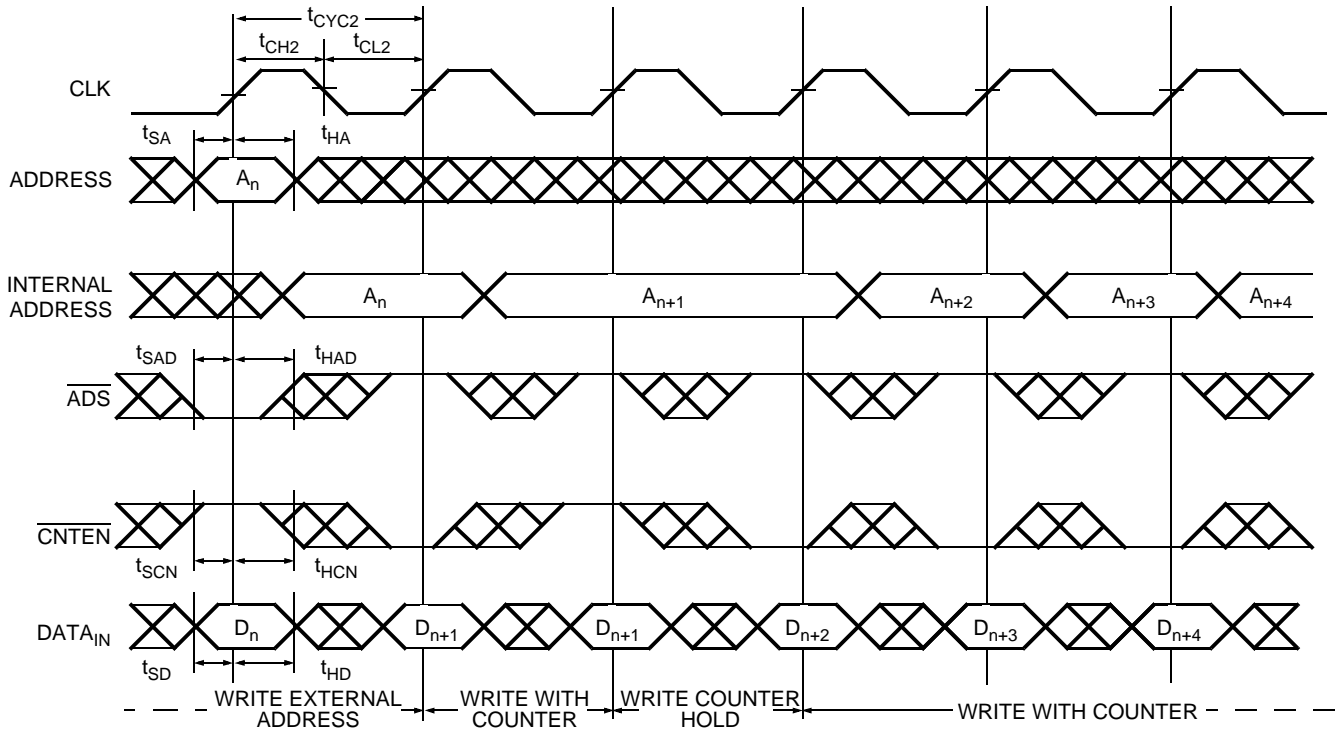 tCYC2
tCH2 tCL2
CLK
tSA tHA
ADDRESS An
INTERNAL
ADDRESS An An+1 An+2 An+3 An+4
tSAD tHAD
ADS
CNTEN
tSCN tHCN
DATAIN Dn Dn+1 Dn+1 Dn+2 Dn+3 Dn+4
tSD tHD
WRITE EXTERNAL
ADDRESS
WRITE WITH
COUNTER
WRITE COUNTER
HOLD
WRITE WITH COUNTER